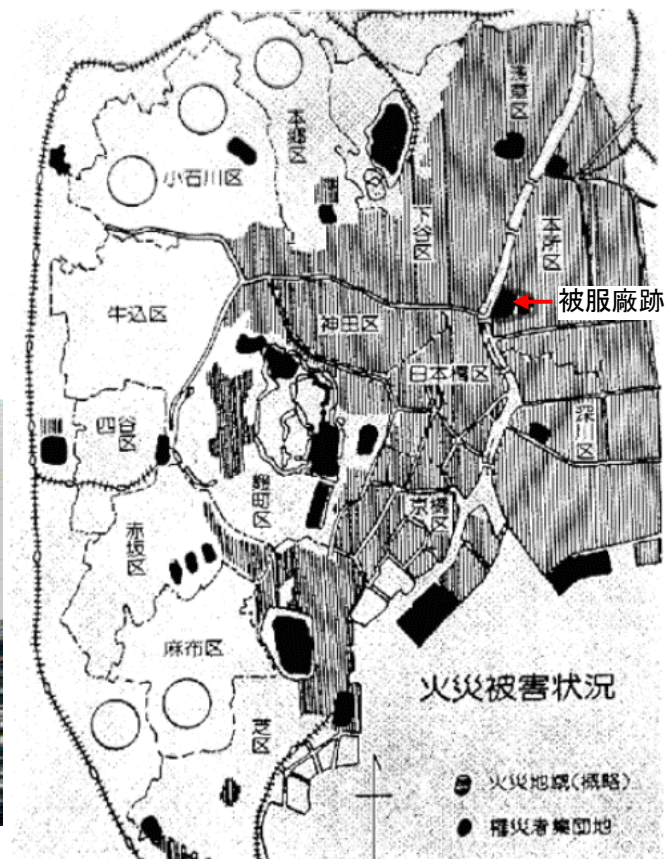 浅草区
本郷区
小石川区
下谷区
本所区
被服廠跡
牛込区
神田区
日本橋区
四谷区
深川区
麹町区
京橋区
赤坂区
麻布区
火災被害状況
芝区
火災地域(概略)
罹災者集団地